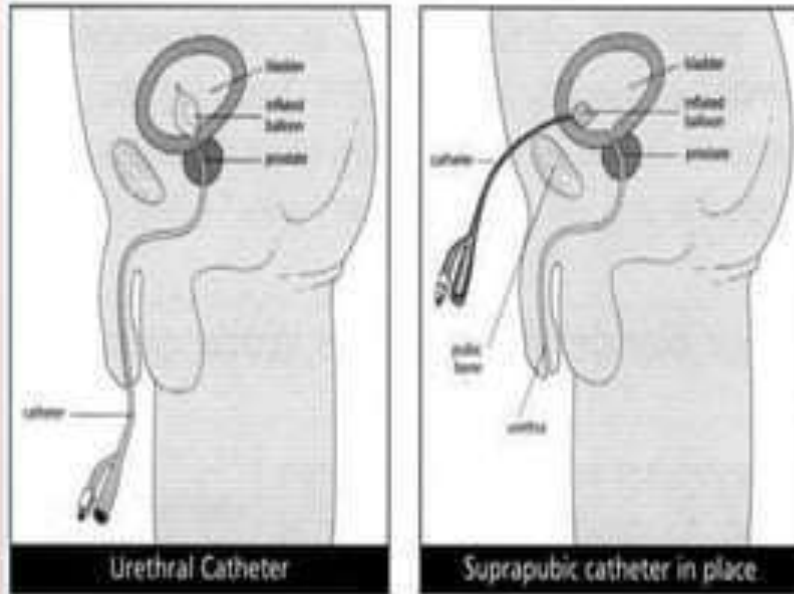 bladder
inflated
balloon
prostate
catheter
Urethral Catheter
bladder
inflated
balloon
catheter
prostate
pubic
bone
urethra
Suprapubic catheter in place